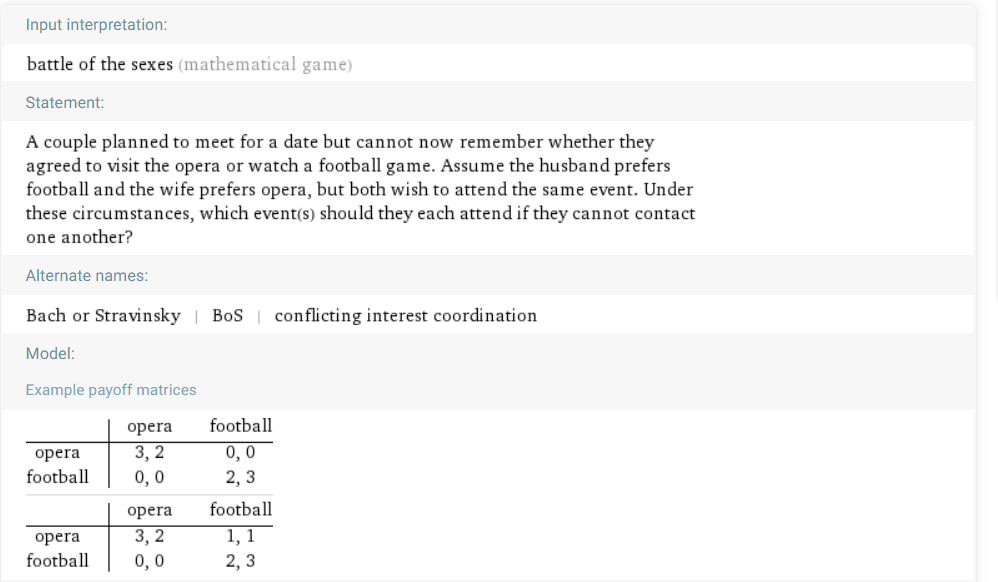 Input interpretation:
battle of the sexes (mathematical game)
Statement:
A couple planned to meet for a date but cannot now remember whether they
agreed to visit the opera or watch a football game. Assume the husband prefers
football and the wife prefers opera, but both wish to attend the same event. Under
these circumstances, which event(s) should they each attend if they cannot contact
one another?
Alternate names:
Bach or Stravinsky | BoS | conflicting interest coordination
Model:
Example payoff matrices
opera football
opera 3, 2 0, 0
football 0, 0 2, 3
opera football
opera 3, 2 1, 1
football 0, 0 2, 3